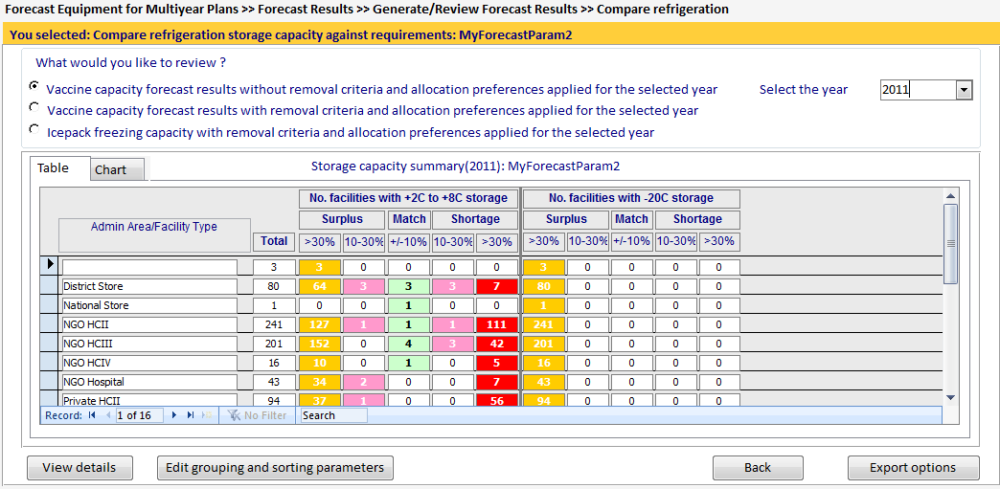 Forecast Equipment for Multiyear Plans >> Forecast Results >> Generate/Review Forecast Results >> Compare refrigeration
You selected: Compare refrigeration storage capacity against requirements: MyForecastParam2
What would you like to review ?
Vaccine capacity forecast results without removal criteria and allocation preferences applied for the selected year Select the year 2011
Vaccine capacity forecast results with removal criteria and allocation preferences applied for the selected year
Icepack freezing capacity with removal criteria and allocation preferences applied for the selected year
Table Chart Storage capacity summary(2011): MyForecastParam2
No. facilities with +2C to +8C storage No. facilities with -20C storage
Surplus Match Shortage Surplus Match Shortage
Admin Area/Facility Type Total >30% 10-30% +/-10% 10-30% >30% >30% 10-30% +/-10% 10-30% >30%
3 3 0 0 0 0 3 0 0 0 0
District Store 80 64 3 3 3 7 80 0 0 0 0
National Store 1 0 0 1 0 0 1 0 0 0 0
NGO HCII 241 127 1 1 1 111 241 0 0 0 0
NGO HCIII 201 152 0 4 3 42 201 0 0 0 0
NGO HCIV 16 10 0 1 0 5 16 0 0 0 0
NGO Hospital 43 34 2 0 0 7 43 0 0 0 0
Private HCII 94 37 1 0 0 56 94 0 0 0 0
Record: 1 of 16 No Filter Search
View details Edit grouping and sorting parameters Back Export options